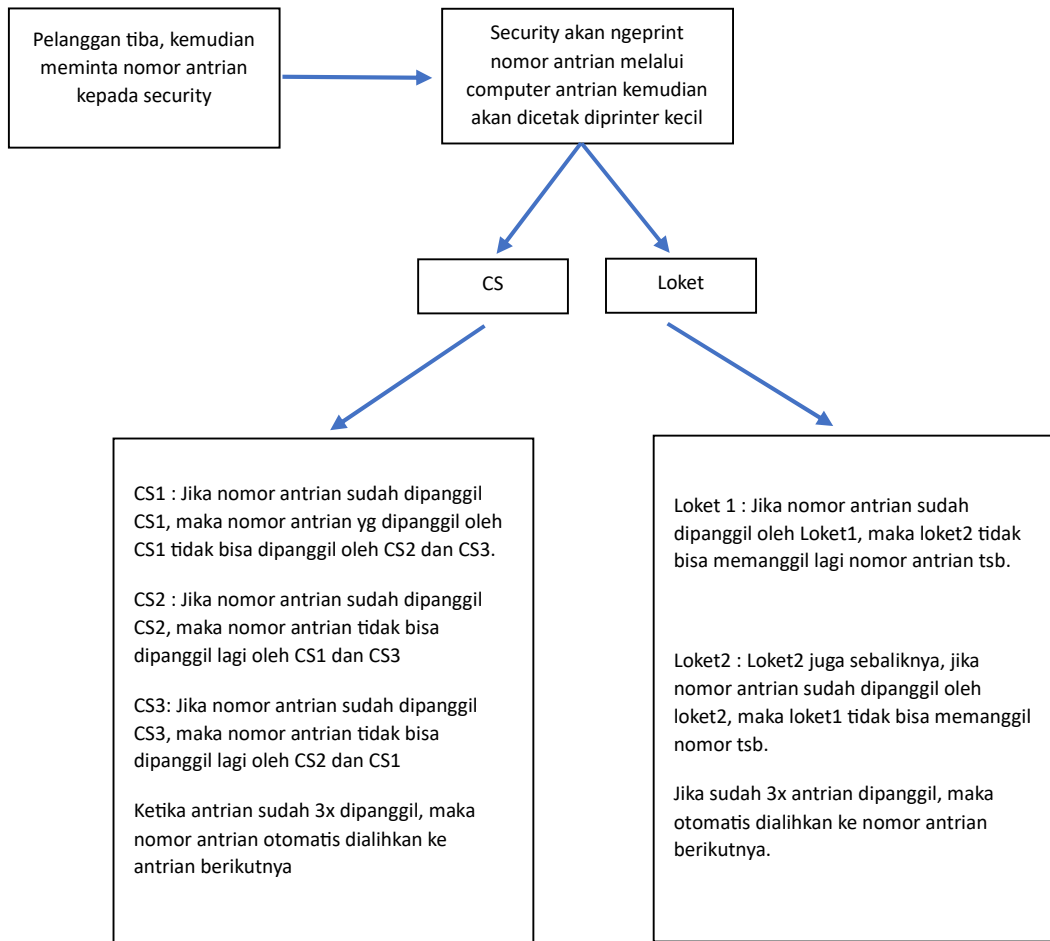 Pelanggan tiba, kemudian
meminta nomor antrian
kepada security
Security akan ngeprint
nomor antrian melalui
computer antrian kemudian
akan dicetak diprinter kecil
CS
Loket
CS1 : Jika nomor antrian sudah dipanggil
CS1, maka nomor antrian yg dipanggil oleh
CS1 tidak bisa dipanggil oleh CS2 dan CS3.
CS2 : Jika nomor antrian sudah dipanggil
CS2, maka nomor antrian tidak bisa
dipanggil lagi oleh CS1 dan CS3
CS3: Jika nomor antrian sudah dipanggil
CS3, maka nomor antrian tidak bisa
dipanggil lagi oleh CS2 dan CS1
Ketika antrian sudah 3x dipanggil, maka
nomor antrian otomatis dialihkan ke
antrian berikutnya
Loket 1 : Jika nomor antrian sudah
dipanggil oleh Loket1, maka loket2 tidak
bisa memanggil lagi nomor antrian tsb.
Loket2 : Loket2 juga sebaliknya, jika
nomor antrian sudah dipanggil oleh
loket2, maka loket1 tidak bisa memanggil
nomor tsb.
Jika sudah 3x antrian dipanggil, maka
otomatis dialihkan ke nomor antrian
berikutnya.